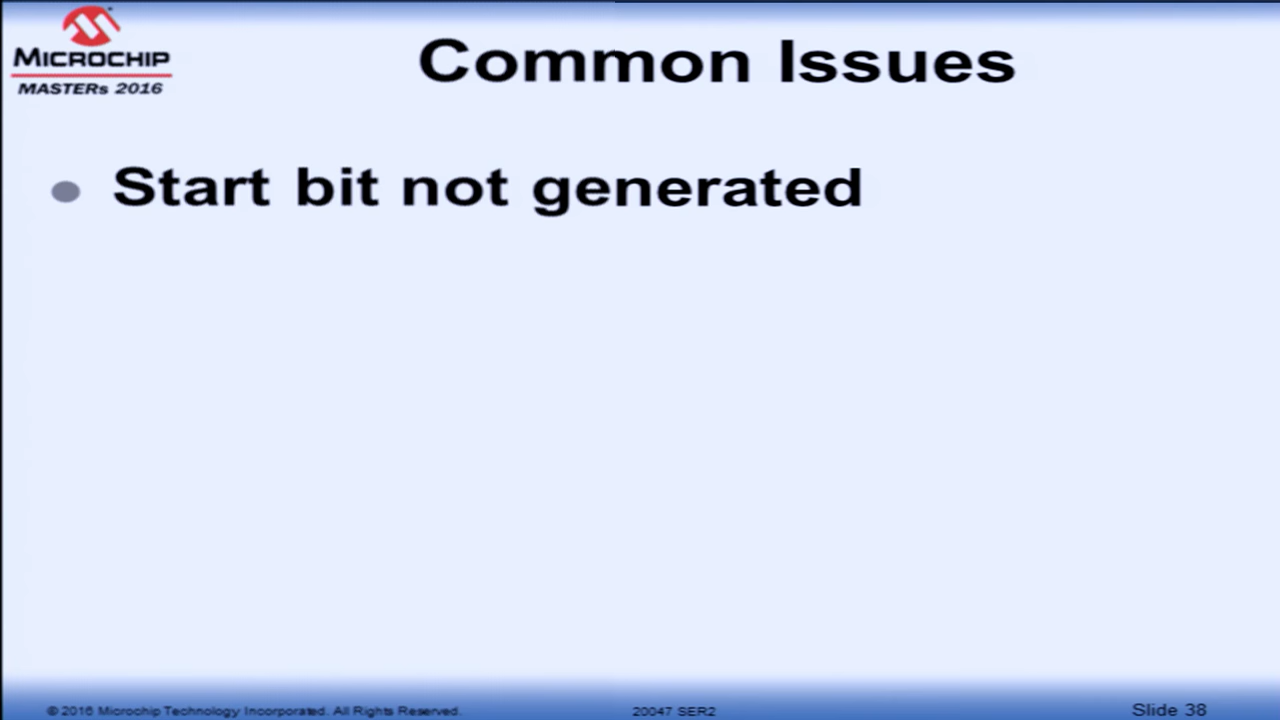 MICROCHIP
MASTERs 2016
Common Issues
Start bit not generated
© 2016 Microchip Technology Incorporated. All Rights Reserved.
20047 SER2
Slide 38